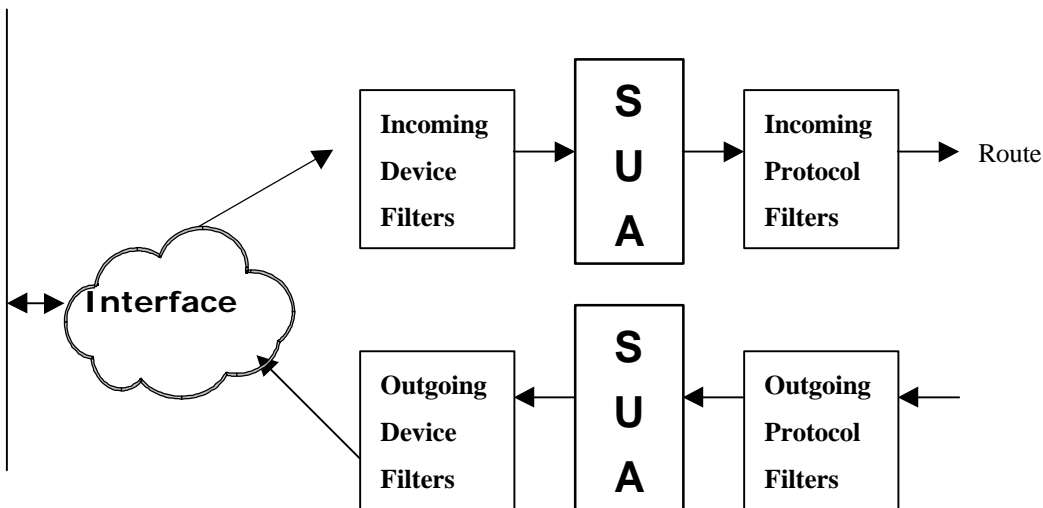 Incoming
Device
Filters
S
U
A
Incoming
Protocol
Filters
Route
Interface
Outgoing
Device
Filters
S
U
A
Outgoing
Protocol
Filters